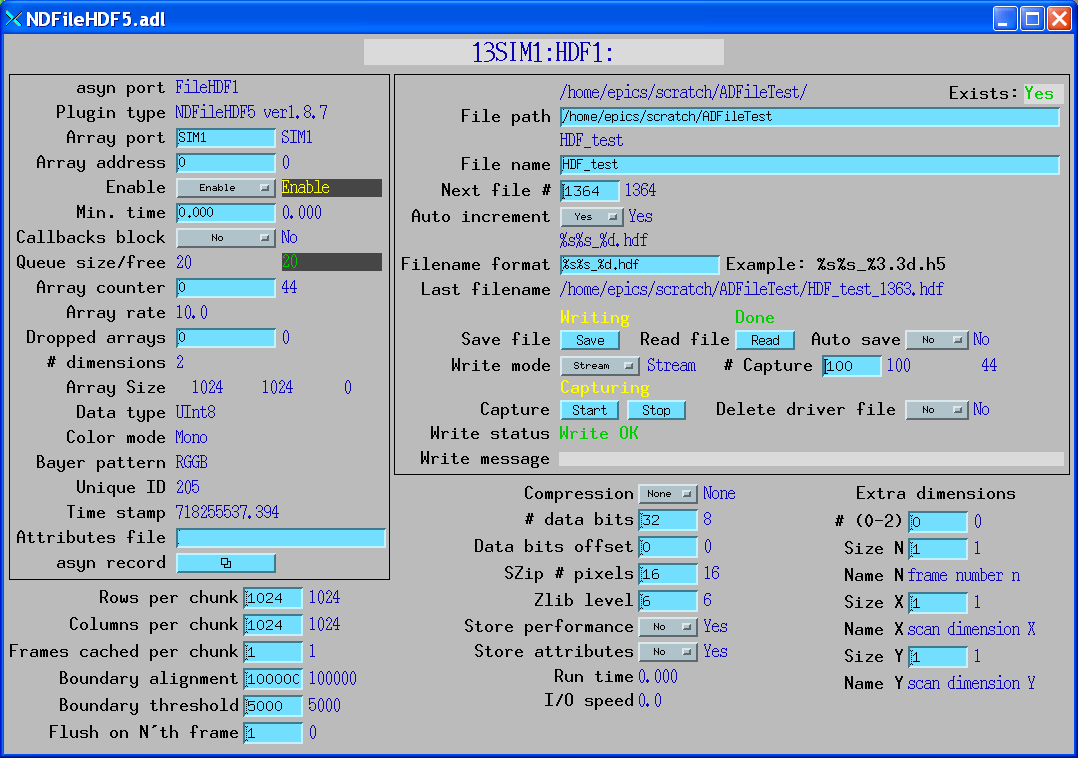 NDFileHDF5.adl
13SIM1:HDF1:
asyn port FileHDF1
Plugin type NDFileHDF5 ver1.8.7
Array port SIM1 SIM1
Array address 0 0
Enable Enable Enable
Min. time 0.000 0.000
Callbacks block No No
Queue size/free 20 20
Array counter 0 44
Array rate 10.0
Dropped arrays 0 0
# dimensions 2
Array Size 1024 1024 0
Data type UInt8
Color mode Mono
Bayer pattern RGGB
Unique ID 205
Time stamp 718255537.394
Attributes file
asyn record
/home/epics/scratch/ADFileTest/ Exists: Yes
File path /home/epics/scratch/ADFileTest
HDF_test
File name HDF_test
Next file # 1364 1364
Auto increment Yes Yes
%s%s_%d.hdf
Filename format %s%s_%d.hdf Example: %s%s_%3.3d.h5
Last filename /home/epics/scratch/ADFileTest/HDF_test_1363.hdf
Writing Done
Save file Save Read file Read Auto save No No
Write mode Stream Stream # Capture 100 100 44
Capturing
Capture Start Stop Delete driver file No No
Write status Write OK
Write message
Rows per chunk 1024 1024
Columns per chunk 1024 1024
Frames cached per chunk 1 1
Boundary alignment 100000 100000
Boundary threshold 5000 5000
Flush on N´th frame 1 0
Compression None None
# data bits 32 8
Data bits offset 0 0
SZip # pixels 16 16
Zlib level 6 6
Store performance No Yes
Store attributes No Yes
Run time 0.000
I/O speed 0.0
Extra dimensions
# (0-2) 0 0
Size N 1 1
Name N frame number n
Size X 1 1
Name X scan dimension X
Size Y 1 1
Name Y scan dimension Y